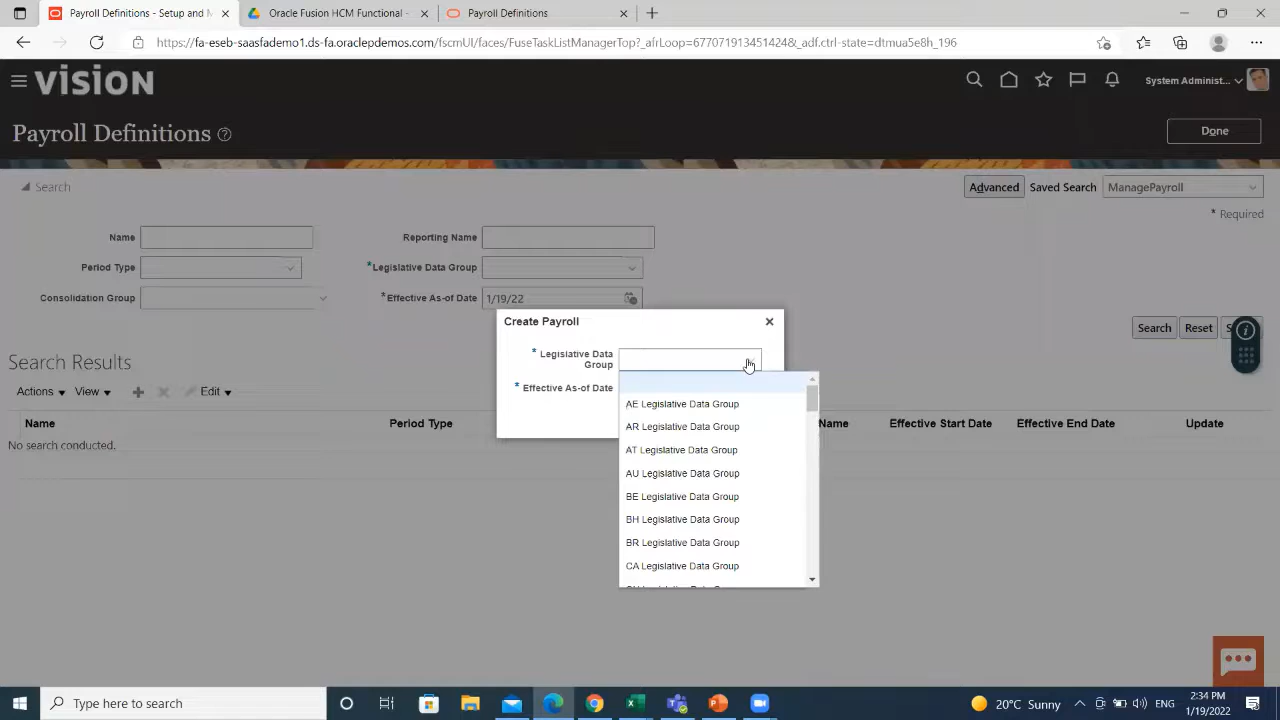 Payroll Definitions - Setup and M
Oracle Fusion HCM Functional -
Payroll Definitions
https://fa-eseb-saasfademo1.ds-fa.oraclepdemos.com/fscmUI/faces/FuseTaskListManagerTop?_afrLoop=677071913451424&_adf.ctrl-state=dtmua5e8h_196
VISION
System Administ...
Payroll Definitions
Done
Search
Advanced
Saved Search
ManagePayroll
* Required
Name
Reporting Name
Period Type
*Legislative Data Group
Consolidation Group
*Effective As-of Date
1/19/22
Create Payroll
Search
Reset
* Legislative Data
Group
* Effective As-of Date
AE Legislative Data Group
AR Legislative Data Group
AT Legislative Data Group
AU Legislative Data Group
BE Legislative Data Group
BH Legislative Data Group
BR Legislative Data Group
CA Legislative Data Group
Search Results
Actions
View
Edit
Name
Period Type
Name
Effective Start Date
Effective End Date
Update
No search conducted.
Type here to search
20°C Sunny
ENG
2:34 PM
1/19/2022